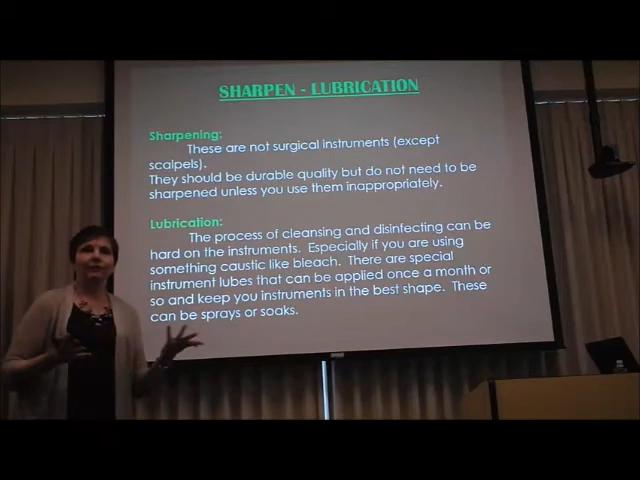 SHARPEN - LUBRICATION
Sharpening:
These are not surgical instruments (except
scalpels).
They should be durable quality but do not need to be
sharpened unless you use them inappropriately.
Lubrication:
The process of cleansing and disinfecting can be
hard on the instruments. Especially if you are using
something caustic like bleach. There are special
instrument lubes that can be applied once a month or
so and keep you instruments in the best shape. These
can be sprays or soaks.